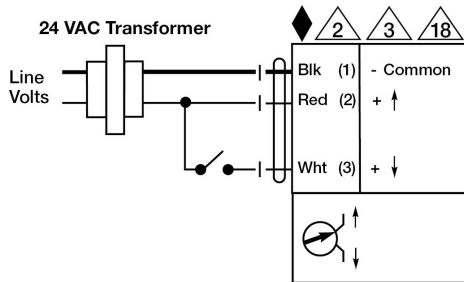 24 VAC Transformer
2 3 18
Line
Volts
Blk (1) - Common
Red (2) + ↑
Wht (3) + ↓